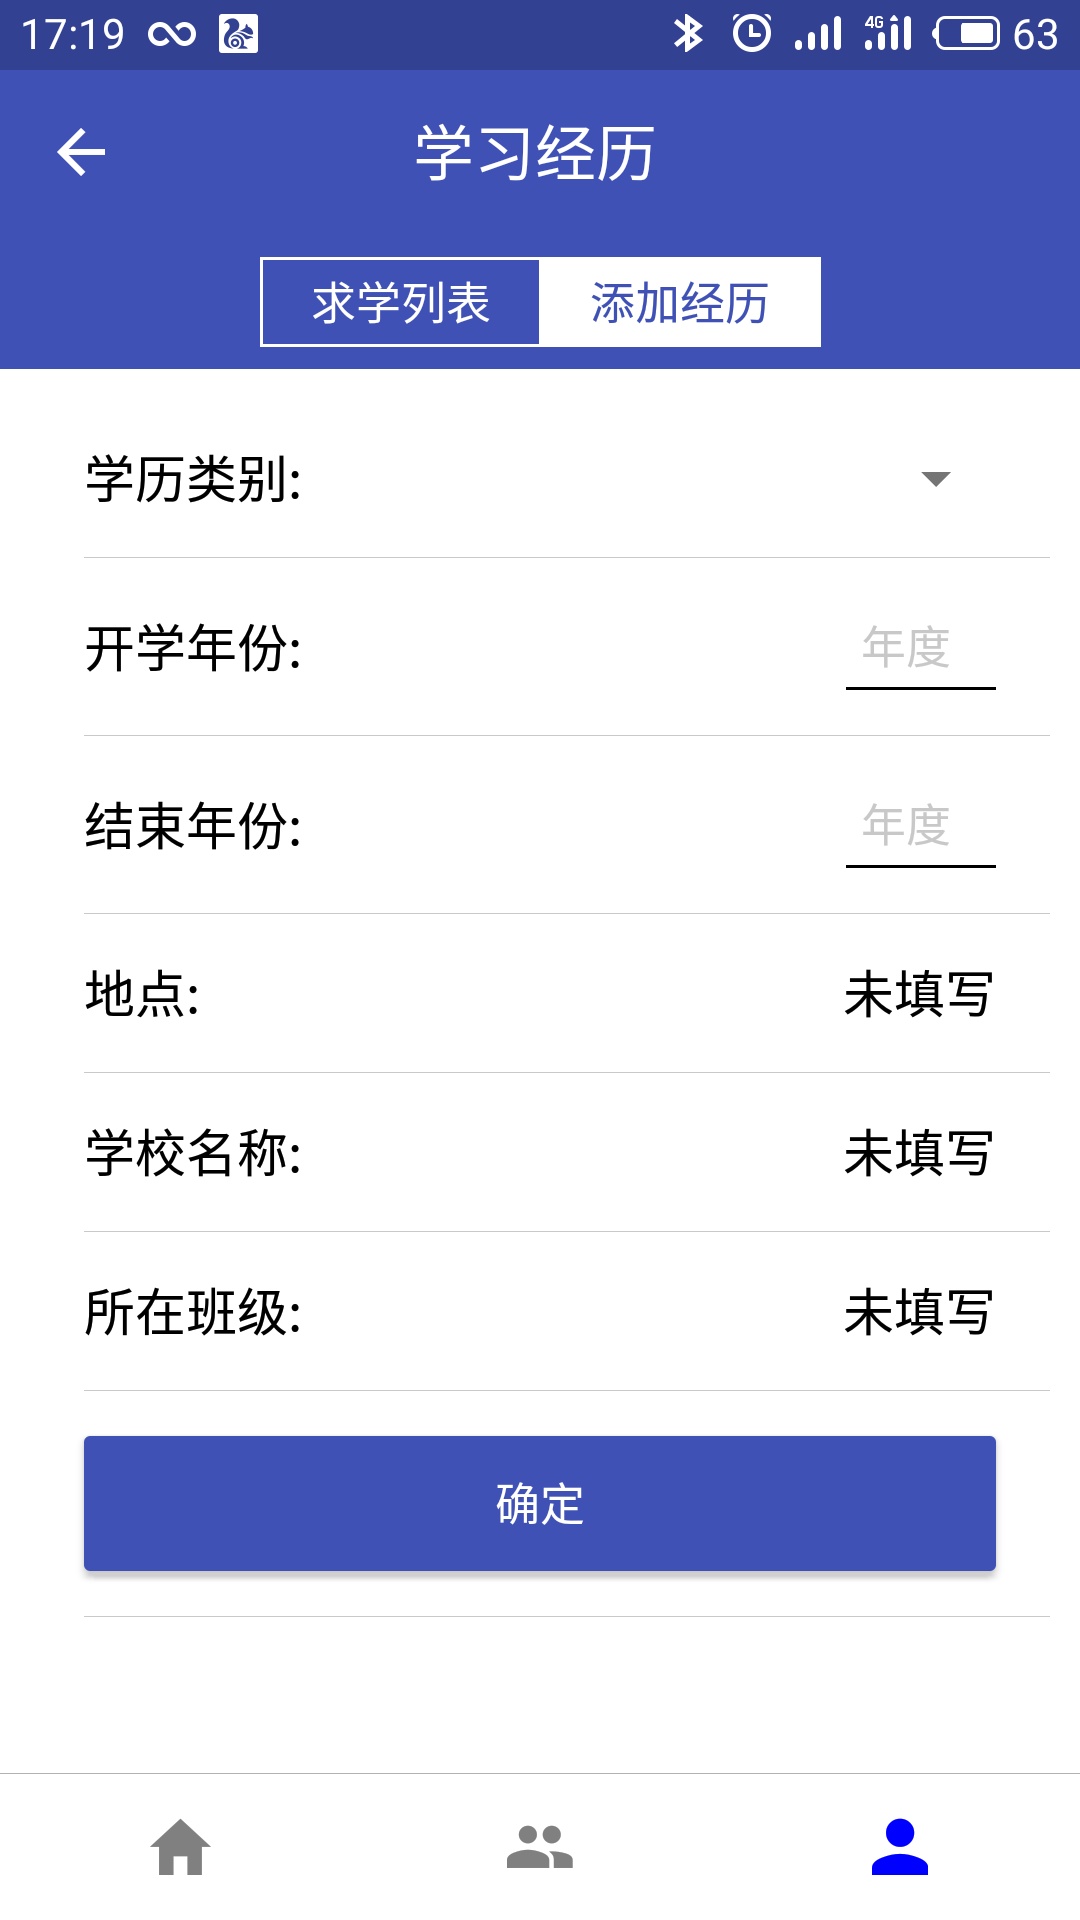 17:19 4G 63
学习经历
求学列表 添加经历
学历类别:
开学年份: 年度
结束年份: 年度
地点: 未填写
学校名称: 未填写
所在班级: 未填写
确定